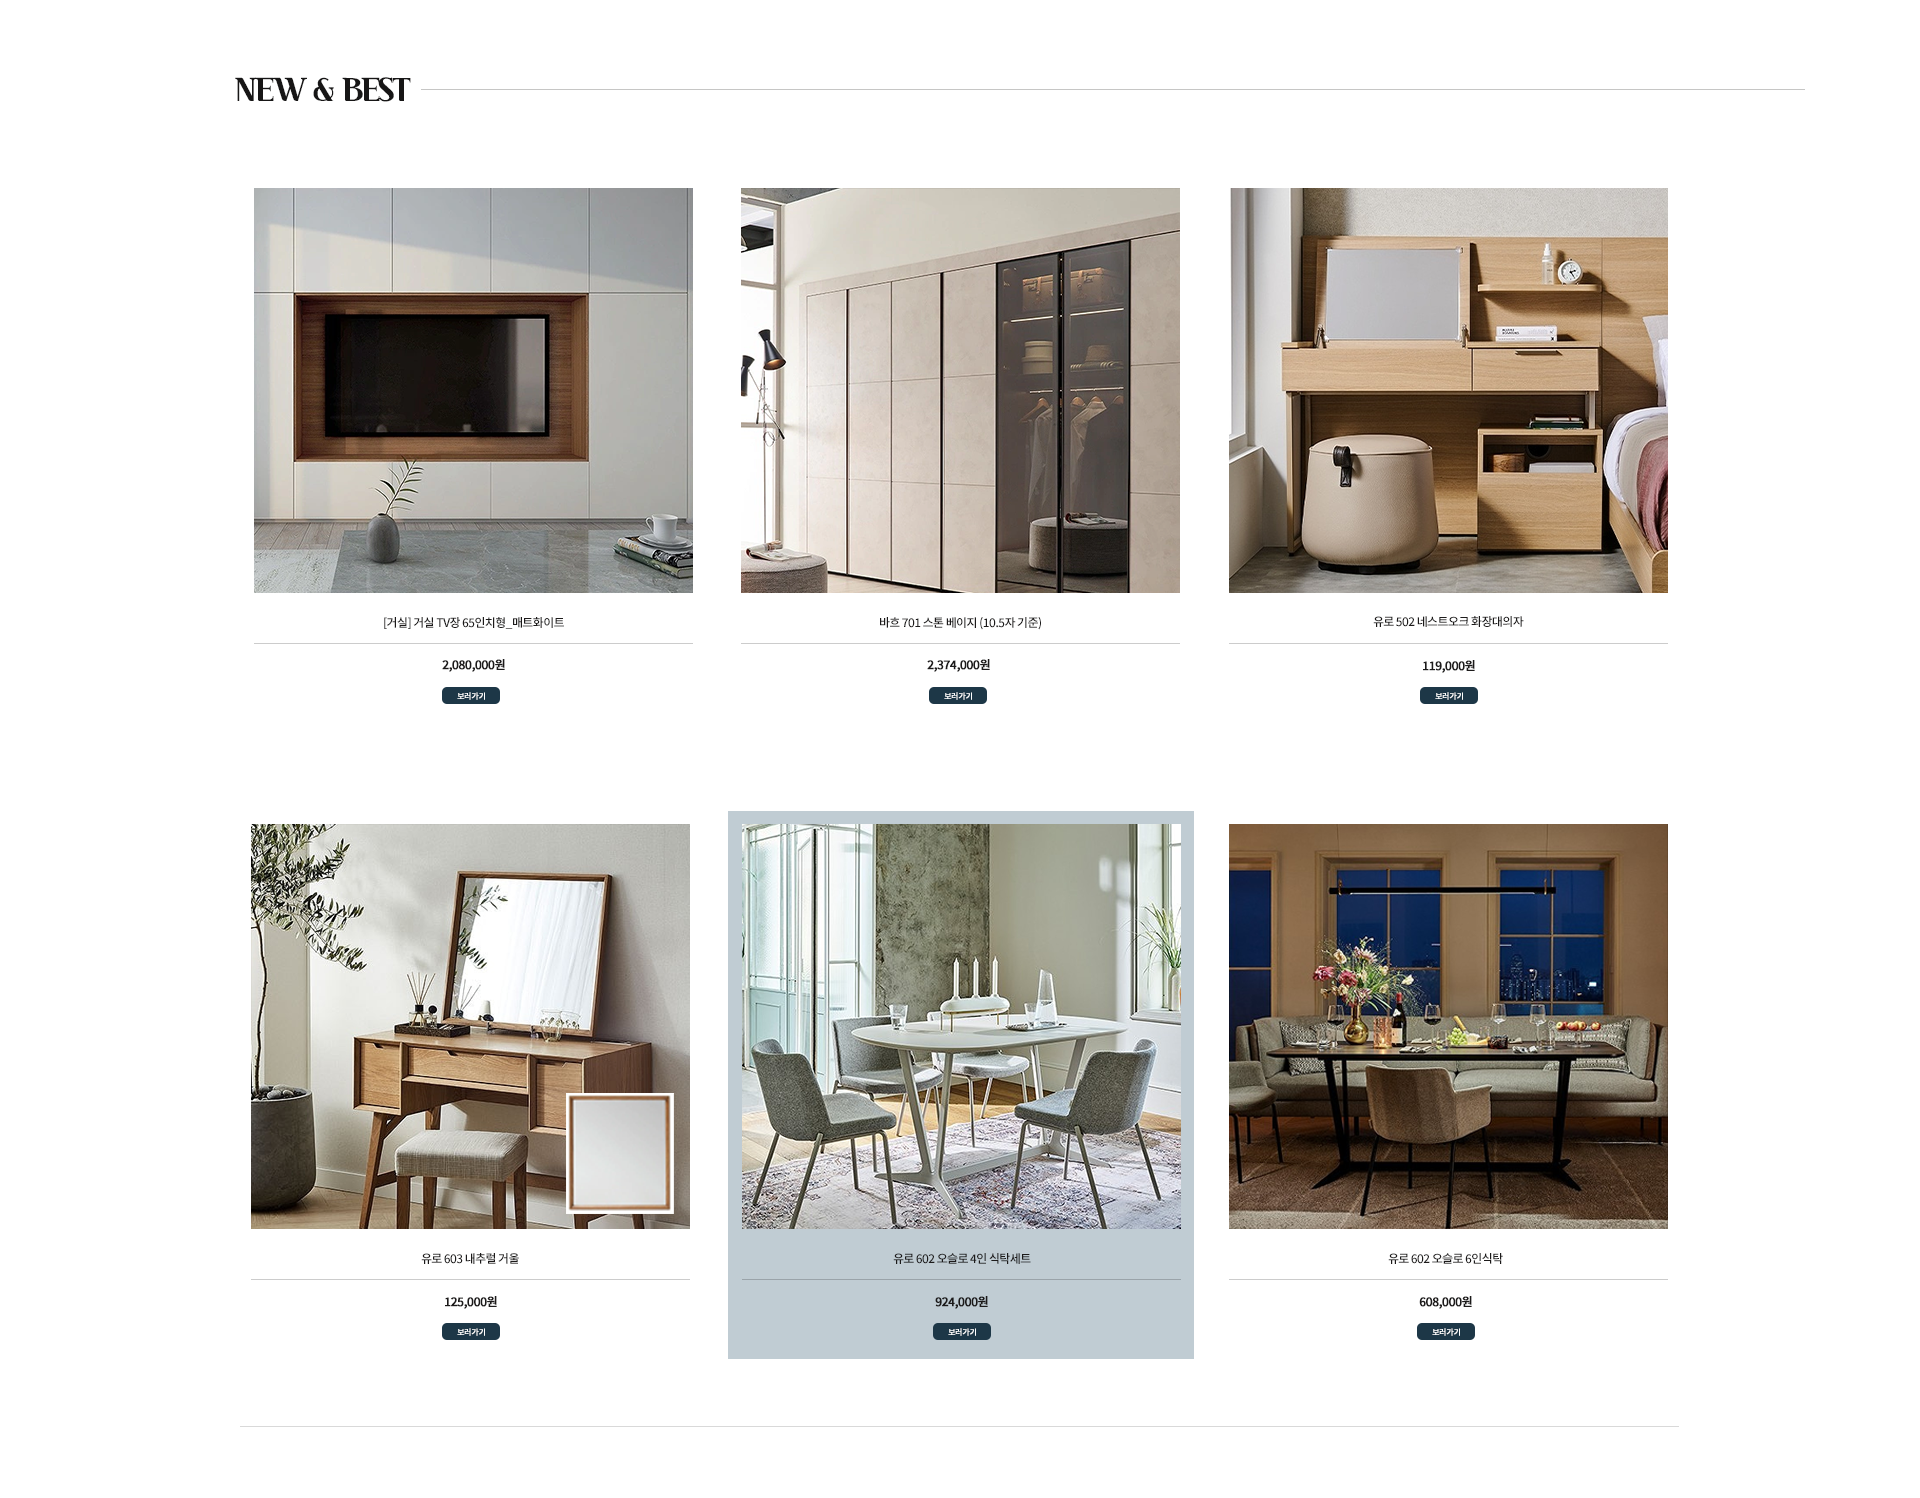 NEW & BEST
[거실] 거실 TV장 65인치형_매트화이트
2,080,000원
보러가기
바흐 701 스톤 베이지 (10.5자 기준)
2,374,000원
보러가기
유로 502 네스트오크 화장대의자
119,000원
보러가기
유로 603 내추럴 거울
125,000원
보러가기
유로 602 오슬로 4인 식탁세트
924,000원
보러가기
유로 602 오슬로 6인식탁
608,000원
보러가기